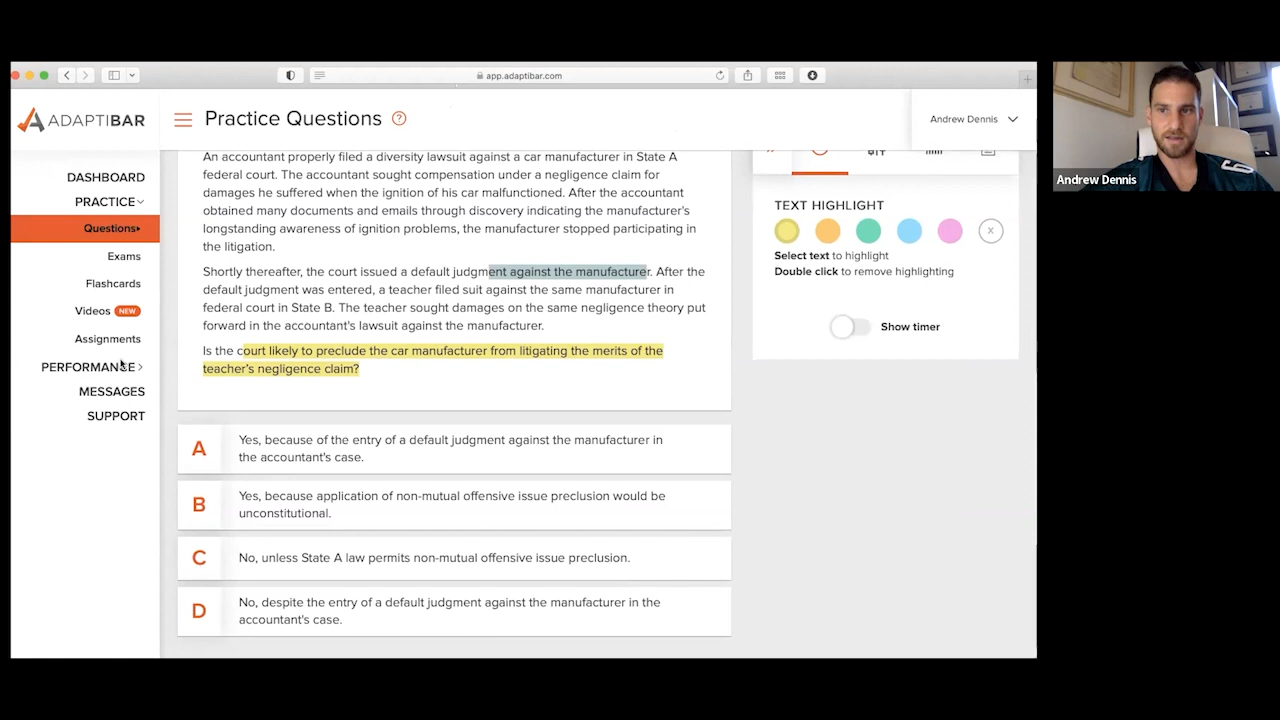 app.adaptibar.com
ADAPTIBAR
Practice Questions ?
Andrew Dennis
DASHBOARD
PRACTICE
Questions
Exams
Flashcards
Videos NEW
Assignments
PERFORMANCE
MESSAGES
SUPPORT
An accountant properly filed a diversity lawsuit against a car manufacturer in State A
federal court. The accountant sought compensation under a negligence claim for
damages he suffered when the ignition of his car malfunctioned. After the accountant
obtained many documents and emails through discovery indicating the manufacturer's
longstanding awareness of ignition problems, the manufacturer stopped participating in
the litigation.
Shortly thereafter, the court issued a default judgment against the manufacturer. After the
default judgment was entered, a teacher filed suit against the same manufacturer in
federal court in State B. The teacher sought damages on the same negligence theory put
forward in the accountant's lawsuit against the manufacturer.
Is the court likely to preclude the car manufacturer from litigating the merits of the
teacher's negligence claim?
A
Yes, because of the entry of a default judgment against the manufacturer in
the accountant's case.
B
Yes, because application of non-mutual offensive issue preclusion would be
unconstitutional.
C
No, unless State A law permits non-mutual offensive issue preclusion.
D
No, despite the entry of a default judgment against the manufacturer in the
accountant's case.
TEXT HIGHLIGHT
X
Select text to highlight
Double click to remove highlighting
Show timer
Andrew Dennis